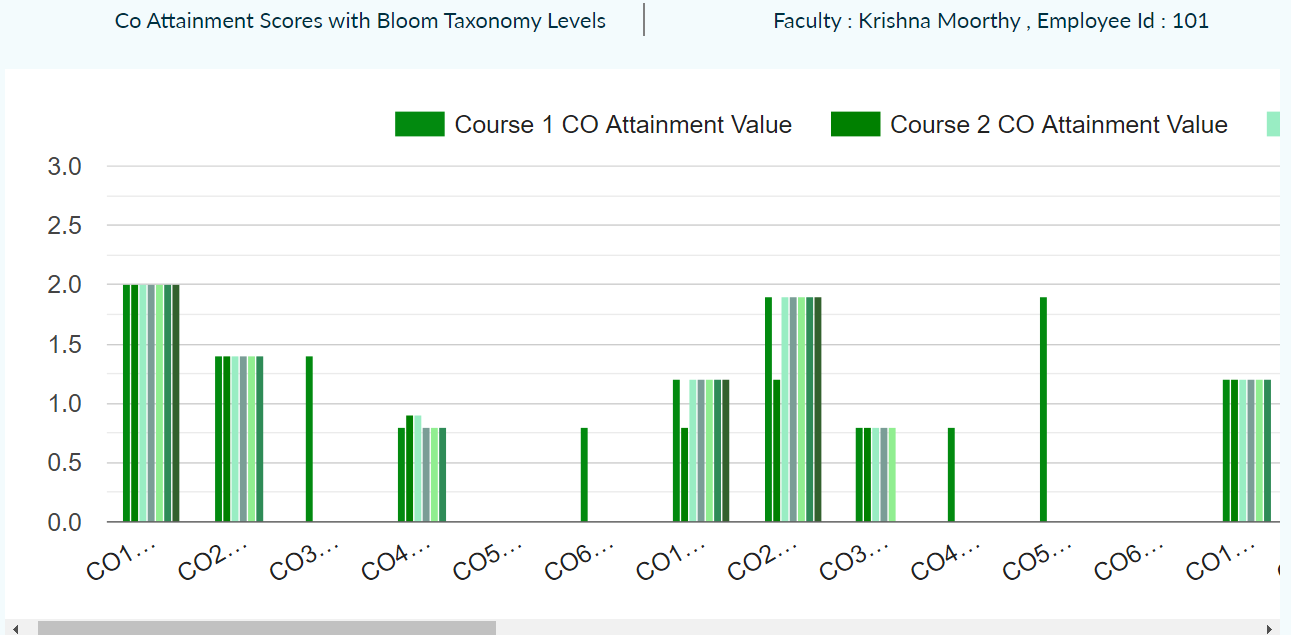 Co Attainment Scores with Bloom Taxonomy Levels
Faculty : Krishna Moorthy , Employee Id : 101
Course 1 CO Attainment Value
Course 2 CO Attainment Value
3.0
2.5
2.0
1.5
1.0
0.5
0.0
CO1...
CO2...
CO3...
CO4...
CO5...
CO6...
CO1...
CO2...
CO3...
CO4...
CO5...
CO6...
CO1...